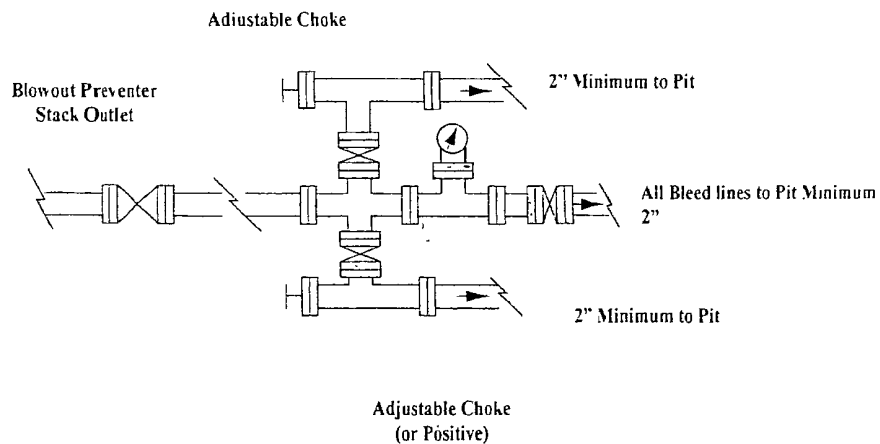 Adiustable Choke
2” Minimum to Pit
Blowout Preventer
Stack Outlet
All Bleed lines to Pit Minimum
2”
2” Minimum to Pit
Adjustable Choke
(or Positive)